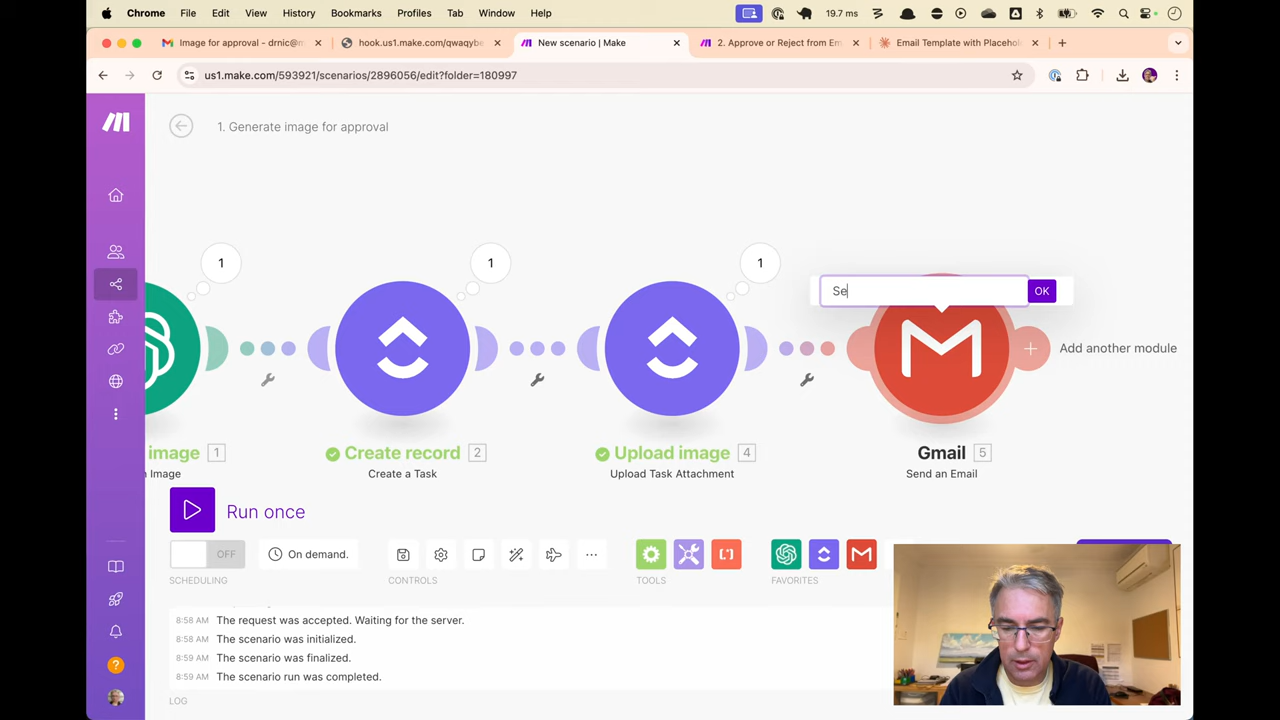 Chrome File Edit View History Bookmarks Profiles Tab Window Help 19.7 ms
Image for approval - drnic@m
hook.us1.make.com/qwaqybe
New scenario | Make
2. Approve or Reject from Em
Email Template with Placehol
us1.make.com/593921/scenarios/2896056/edit?folder=180997
1. Generate image for approval
1
1
1
Se
OK
Add another module
image 1
n Image
Create record 2
Create a Task
Upload image 4
Upload Task Attachment
Gmail 5
Send an Email
Run once
OFF
On demand.
SCHEDULING
CONTROLS
TOOLS
FAVORITES
8:58 AM The request was accepted. Waiting for the server.
8:58 AM The scenario was initialized.
8:59 AM The scenario was finalized.
8:59 AM The scenario run was completed.
LOG